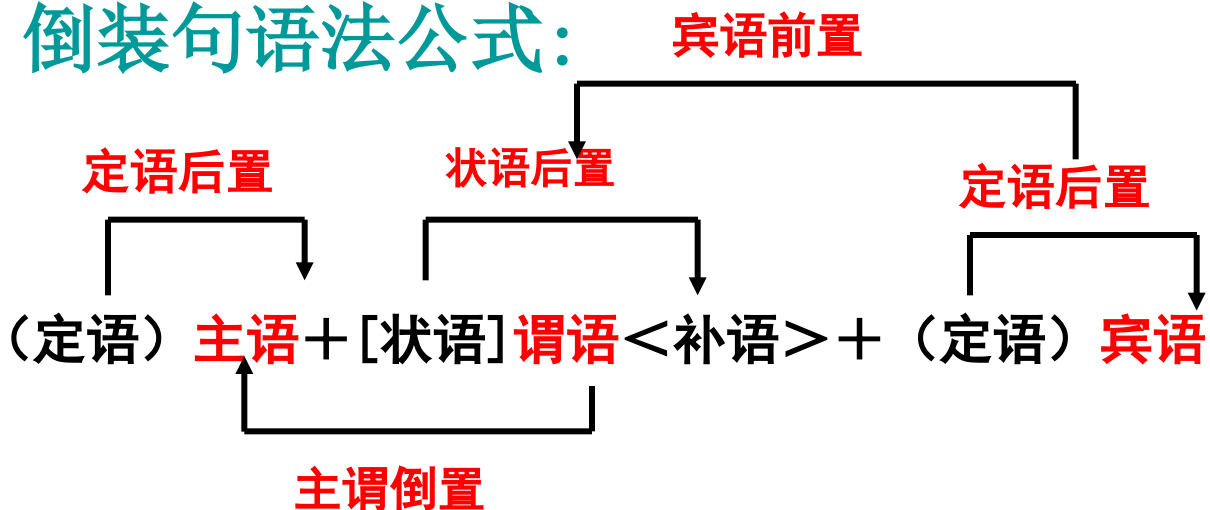 倒装句语法公式：
宾语前置
定语后置
状语后置
定语后置
（定语）主语＋[状语]谓语＜补语＞＋（定语）宾语
主谓倒置